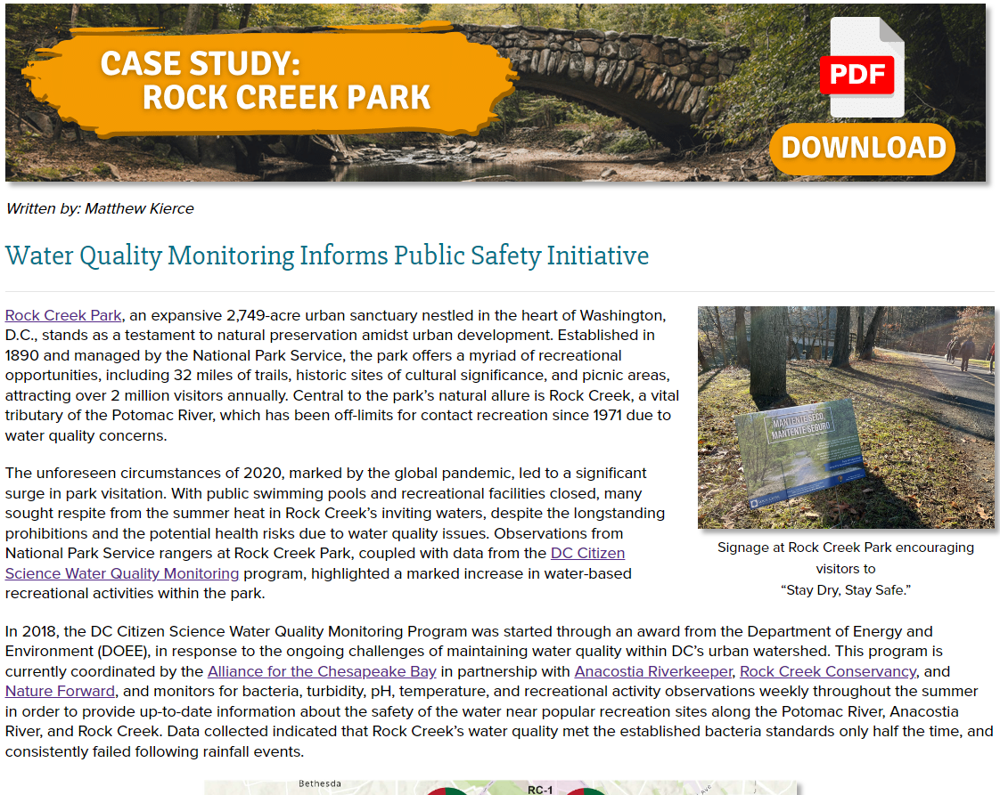 CASE STUDY:
ROCK CREEK PARK
PDF
DOWNLOAD
Written by: Matthew Kierce
Water Quality Monitoring Informs Public Safety Initiative
Rock Creek Park, an expansive 2,749-acre urban sanctuary nestled in the heart of Washington,
D.C., stands as a testament to natural preservation amidst urban development. Established in
1890 and managed by the National Park Service, the park offers a myriad of recreational
opportunities, including 32 miles of trails, historic sites of cultural significance, and picnic areas,
attracting over 2 million visitors annually. Central to the park's natural allure is Rock Creek, a vital
tributary of the Potomac River, which has been off-limits for contact recreation since 1971 due to
water quality concerns.
The unforeseen circumstances of 2020, marked by the global pandemic, led to a significant
surge in park visitation. With public swimming pools and recreational facilities closed, many
sought respite from the summer heat in Rock Creek's inviting waters, despite the longstanding
prohibitions and the potential health risks due to water quality issues. Observations from
National Park Service rangers at Rock Creek Park, coupled with data from the DC Citizen
Science Water Quality Monitoring program, highlighted a marked increase in water-based
recreational activities within the park.
MANTENTE SECO,
MANTENTE SEGURO
Signage at Rock Creek Park encouraging
visitors to
“Stay Dry, Stay Safe.”
In 2018, the DC Citizen Science Water Quality Monitoring Program was started through an award from the Department of Energy and
Environment (DOEE), in response to the ongoing challenges of maintaining water quality within DC's urban watershed. This program is
currently coordinated by the Alliance for the Chesapeake Bay in partnership with Anacostia Riverkeeper, Rock Creek Conservancy, and
Nature Forward, and monitors for bacteria, turbidity, pH, temperature, and recreational activity observations weekly throughout the summer
in order to provide up-to-date information about the safety of the water near popular recreation sites along the Potomac River, Anacostia
River, and Rock Creek. Data collected indicated that Rock Creek's water quality met the established bacteria standards only half the time, and
consistently failed following rainfall events.
Bethesda
RC-1
Ave